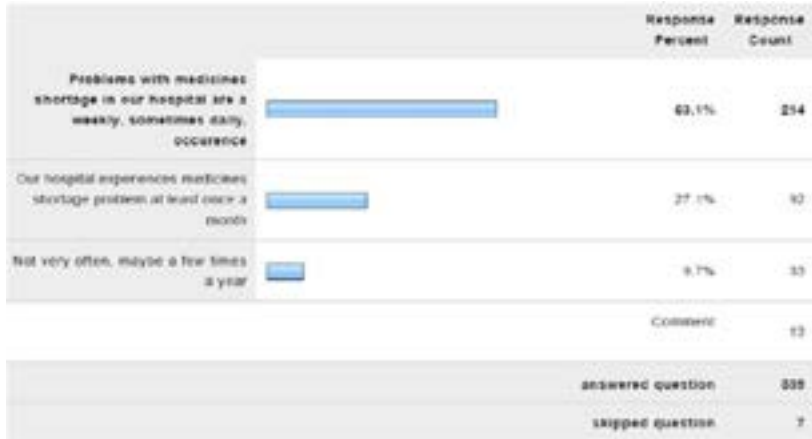 Response Percent
Response Count
Problems with medicines
shortage in our hospital are a
weekly, sometimes daily,
occurence
63.1% 214
Our hospital experiences medicines
shortage problem at least once a
month
27.1% 92
Not very often, maybe a few times
a year
9.7% 33
Comment 13
answered question 339
skipped question 7